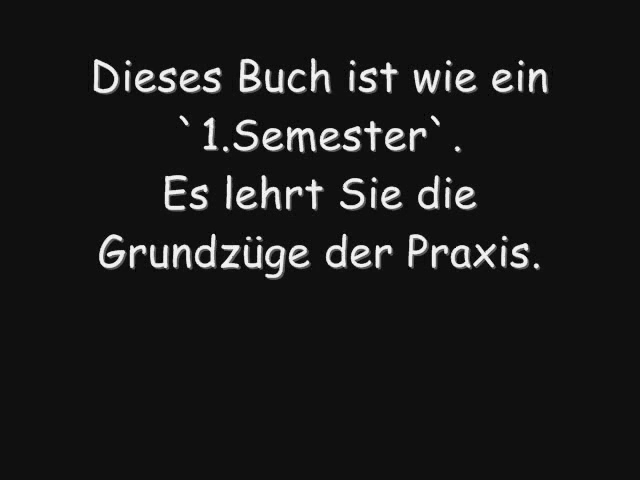 Dieses Buch ist wie ein
`1.Semester`.
Es lehrt Sie die
Grundzüge der Praxis.